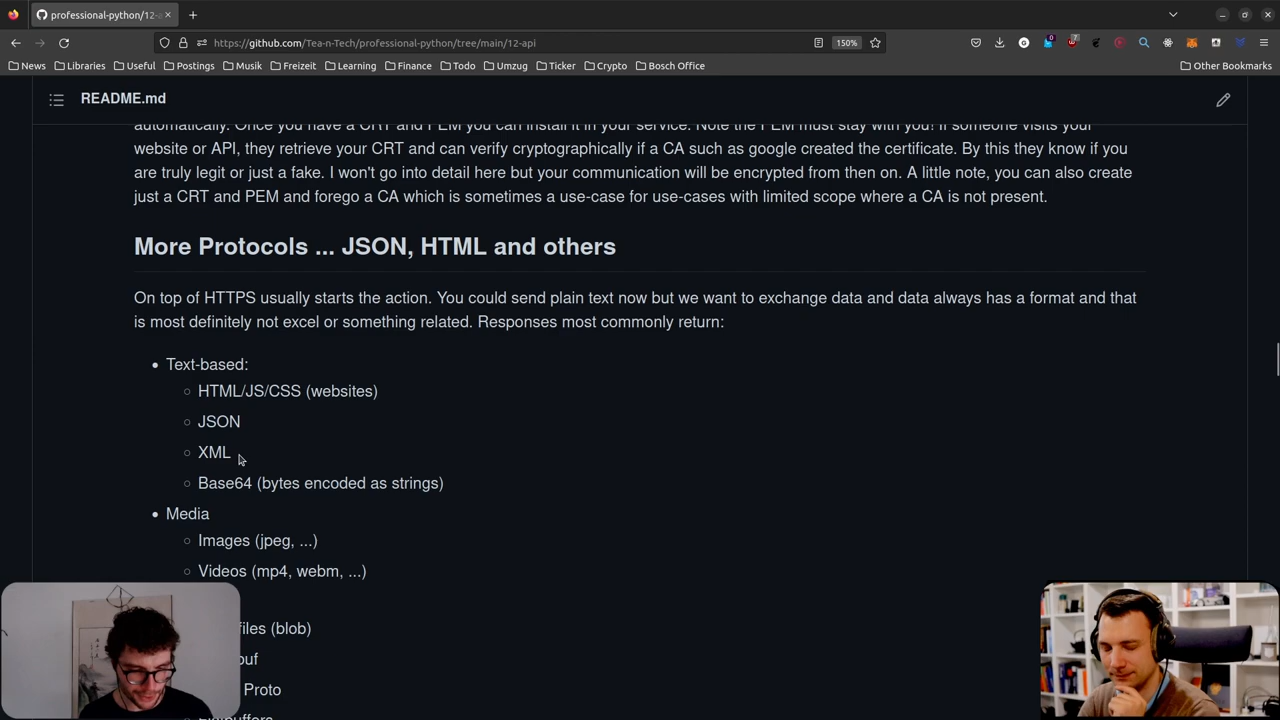 professional-python/12-a
https://github.com/Tea-n-Tech/professional-python/tree/main/12-api
150%
News Libraries Useful Postings Musik Freizeit Learning Finance Todo Umzug Ticker Crypto Bosch Office Other Bookmarks
README.md
automatically. Once you have a CRT and PEM you can install it in your service. Note the PEM must stay with you! If someone visits your
website or API, they retrieve your CRT and can verify cryptographically if a CA such as google created the certificate. By this they know if you
are truly legit or just a fake. I won't go into detail here but your communication will be encrypted from then on. A little note, you can also create
just a CRT and PEM and forego a CA which is sometimes a use-case for use-cases with limited scope where a CA is not present.
More Protocols ... JSON, HTML and others
On top of HTTPS usually starts the action. You could send plain text now but we want to exchange data and data always has a format and that
is most definitely not excel or something related. Responses most commonly return:
Text-based:
HTML/JS/CSS (websites)
JSON
XML
Base64 (bytes encoded as strings)
Media
Images (jpeg, ...)
Videos (mp4, webm, ...)
files (blob)
buf
Proto